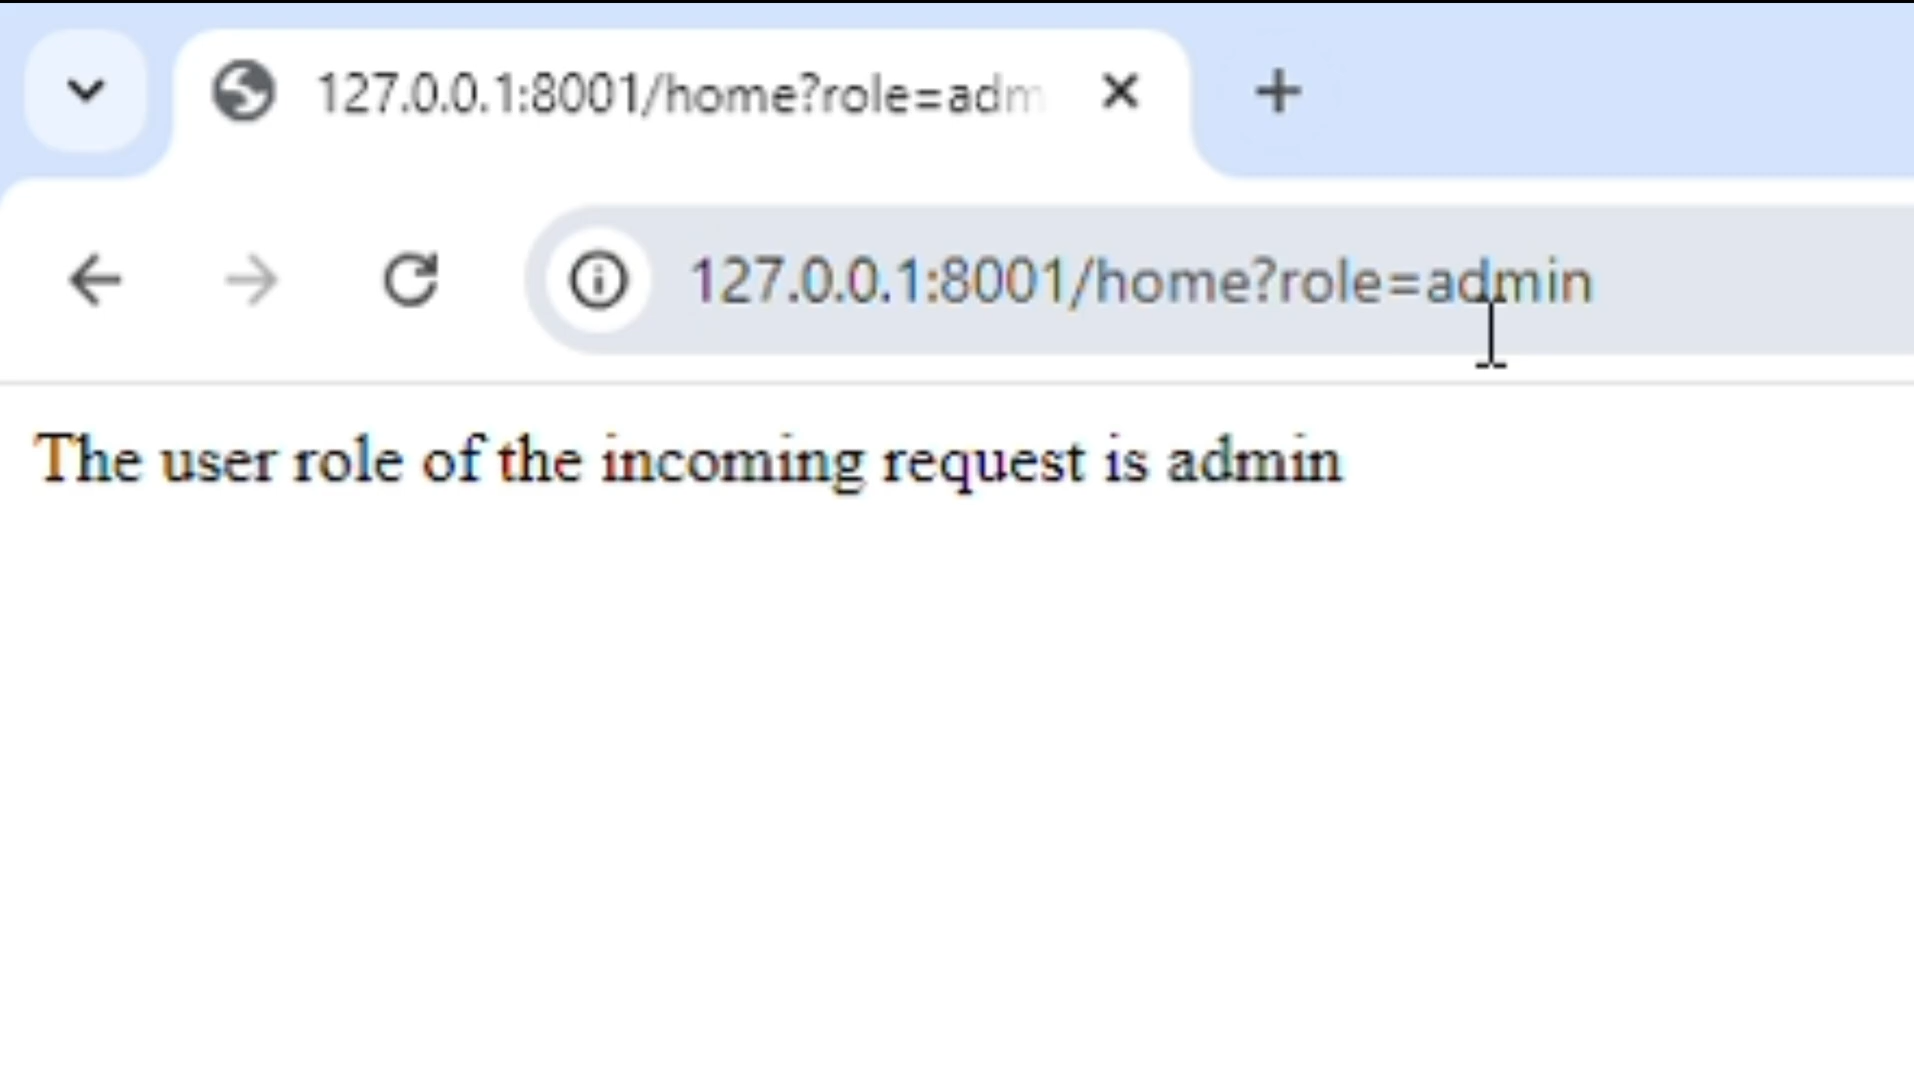 127.0.0.1:8001/home?role=adm
127.0.0.1:8001/home?role=admin
The user role of the incoming request is admin